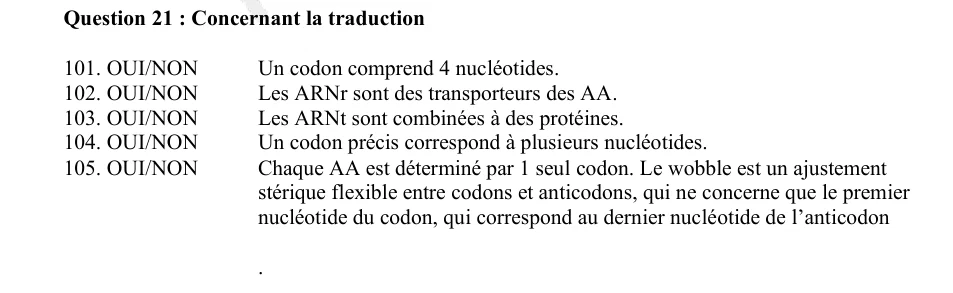 Question 21 : Concernant la traduction
101. OUI/NON Un codon comprend 4 nucléotides.
102. OUI/NON Les ARNr sont des transporteurs des AA.
103. OUI/NON Les ARNt sont combinées à des protéines.
104. OUI/NON Un codon précis correspond à plusieurs nucléotides.
105. OUI/NON Chaque AA est déterminé par 1 seul codon. Le wobble est un ajustement
stérique flexible entre codons et anticodons, qui ne concerne que le premier
nucléotide du codon, qui correspond au dernier nucléotide de l’anticodon
.